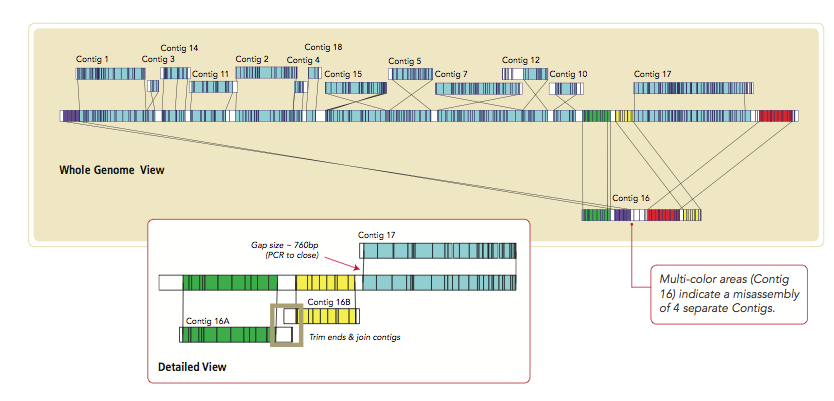 Contig 18
Contig 14
Contig 1
Contig 3
Contig 2
Contig 4
Contig 5
Contig 12
Contig 11
Contig 15
Contig 7
Contig 10
Contig 17
Whole Genome View
Contig 16
Contig 17
Gap size ~ 760bp
(PCR to close)
Contig 16B
Contig 16A
Trim ends & join contigs
Detailed View
Multi-color areas (Contig
16) indicate a misassembly
of 4 separate Contigs.